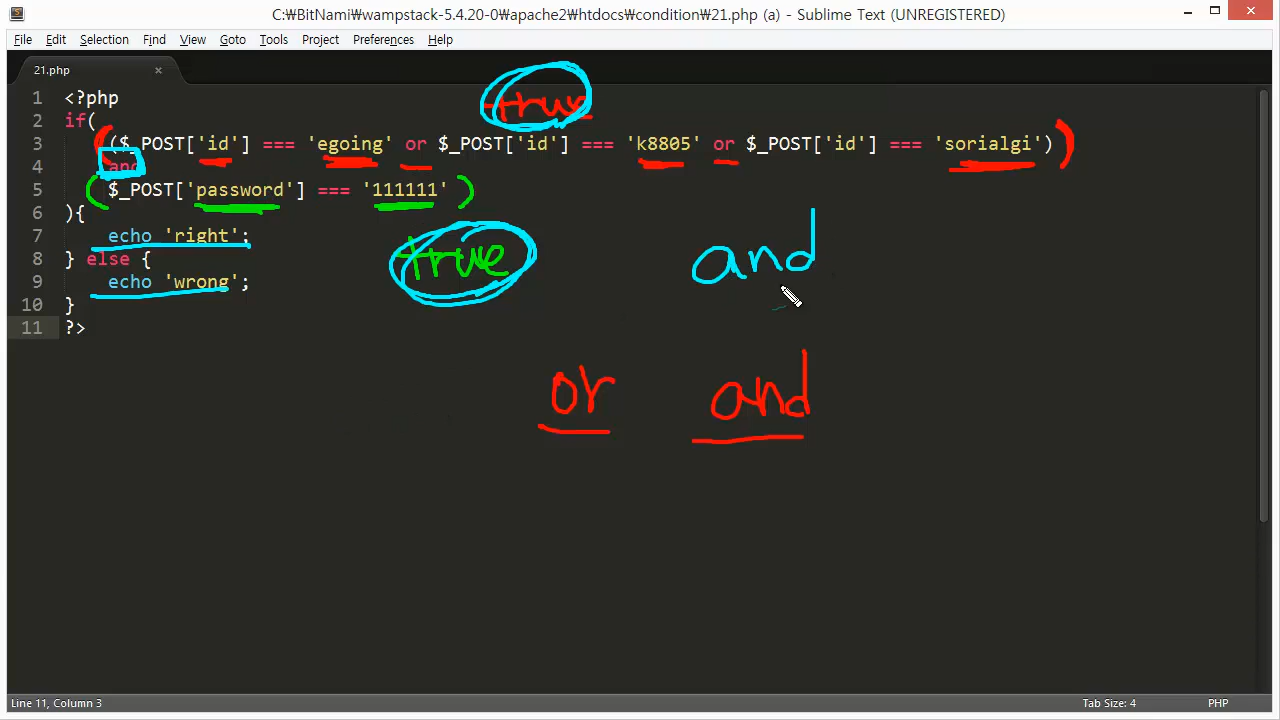 C:₩BitNami₩wampstack-5.4.20-0₩apache2₩htdocs₩condition₩21.php (a) - Sublime Text (UNREGISTERED)
File Edit Selection Find View Goto Tools Project Preferences Help
21.php
true
1 <?php
2 if(
3 ($_POST['id'] === 'egoing' or $_POST['id'] === 'k8805' or $_POST['id'] === 'sorialgi')
4 and
5 $_POST['password'] === '111111'
6 ){
7 echo 'right';
8 } else {
9 echo 'wrong';
10 }
11 ?>
true and
or and
Line 11, Column 3 Tab Size: 4 PHP